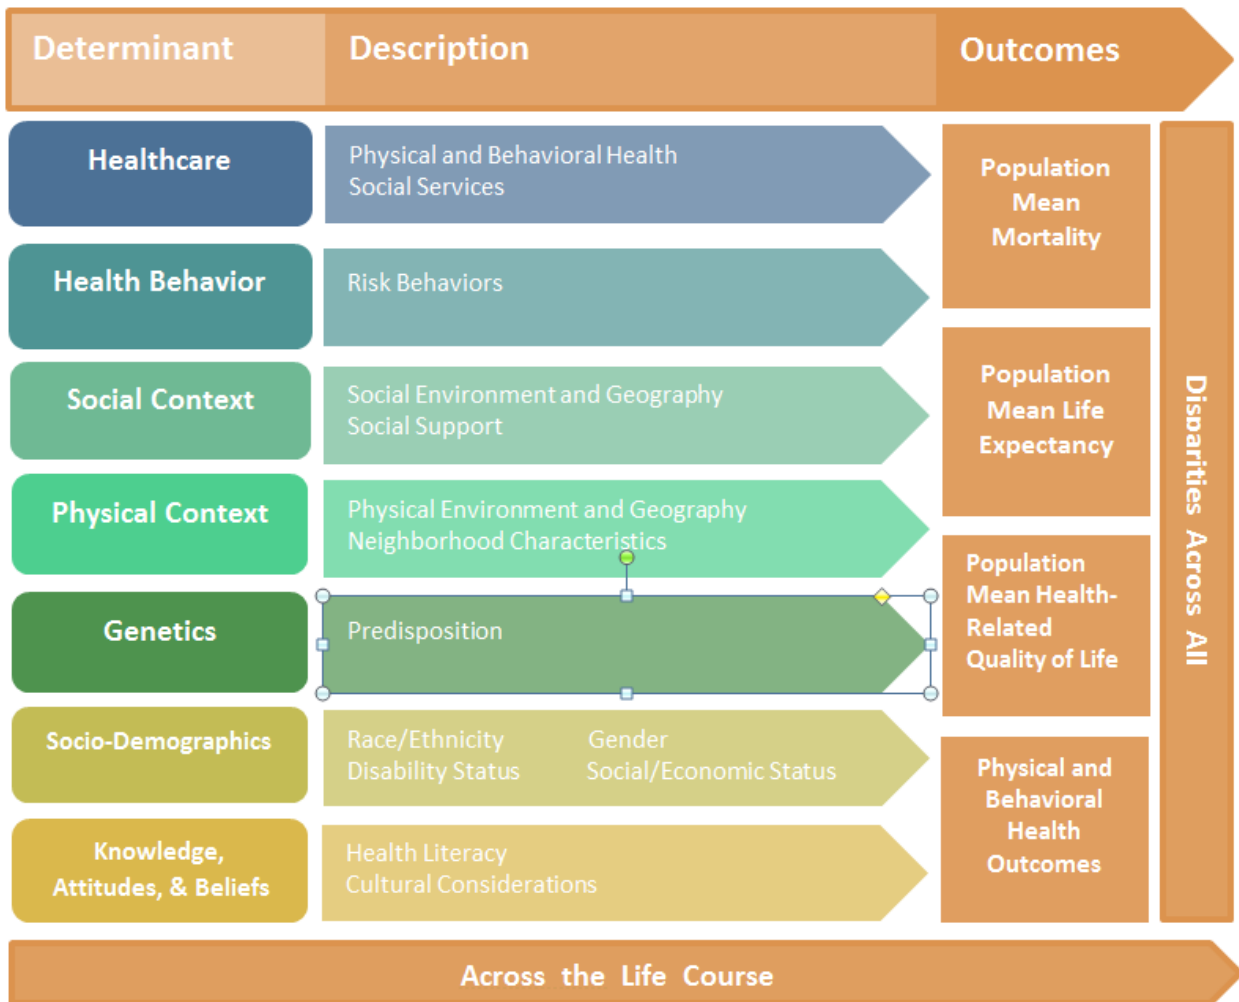 Determinant
Description
Outcomes
Healthcare
Physical and Behavioral Health
Social Services
Health Behavior
Risk Behaviors
Social Context
Social Environment and Geography
Social Support
Physical Context
Physical Environment and Geography
Neighborhood Characteristics
Genetics
Predisposition
Socio-Demographics
Race/Ethnicity Gender
Disability Status Social/Economic Status
Knowledge,
Attitudes, & Beliefs
Health Literacy
Cultural Considerations
Population
Mean
Mortality
Population
Mean Life
Expectancy
Population
Mean Health-
Related
Quality of Life
Physical and
Behavioral
Health
Outcomes
Disparities Across All
Across the Life Course